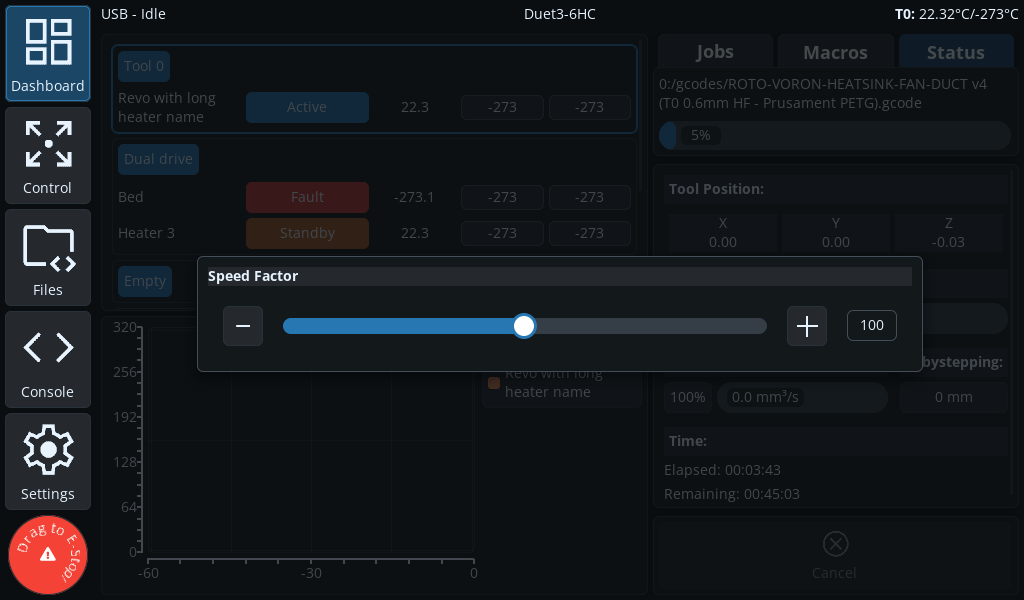 USB - Idle
Duet3-6HC
T0: 22.32°C/-273°C
Dashboard
Control
Files
Console
Settings
Drag to E-Stop!
Tool 0
Revo with long
heater name
Active
22.3
-273
-273
Dual drive
Bed
Fault
-273.1
-273
-273
Heater 3
Standby
22.3
-273
-273
Empty
Jobs
Macros
Status
0:/gcodes/ROTO-VORON-HEATSINK-FAN-DUCT v4
(T0 0.6mm HF - Prusament PETG).gcode
5%
Tool Position:
X
Y
Z
0.00
0.00
-0.03
Speed Factor
100
320
256
192
128
64
0
-60
-30
0
Revo with long
heater name
bystepping:
100%
0.0 mm³/s
0 mm
Time:
Elapsed: 00:03:43
Remaining: 00:45:03
Cancel